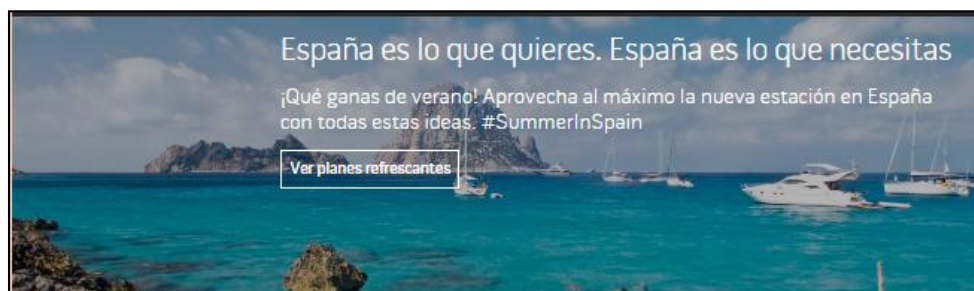 España es lo que quieres. España es lo que necesitas
¡Qué ganas de verano! Aprovecha al máximo la nueva estación en España
con todas estas ideas. #SummerInSpain
Ver planes refrescantes